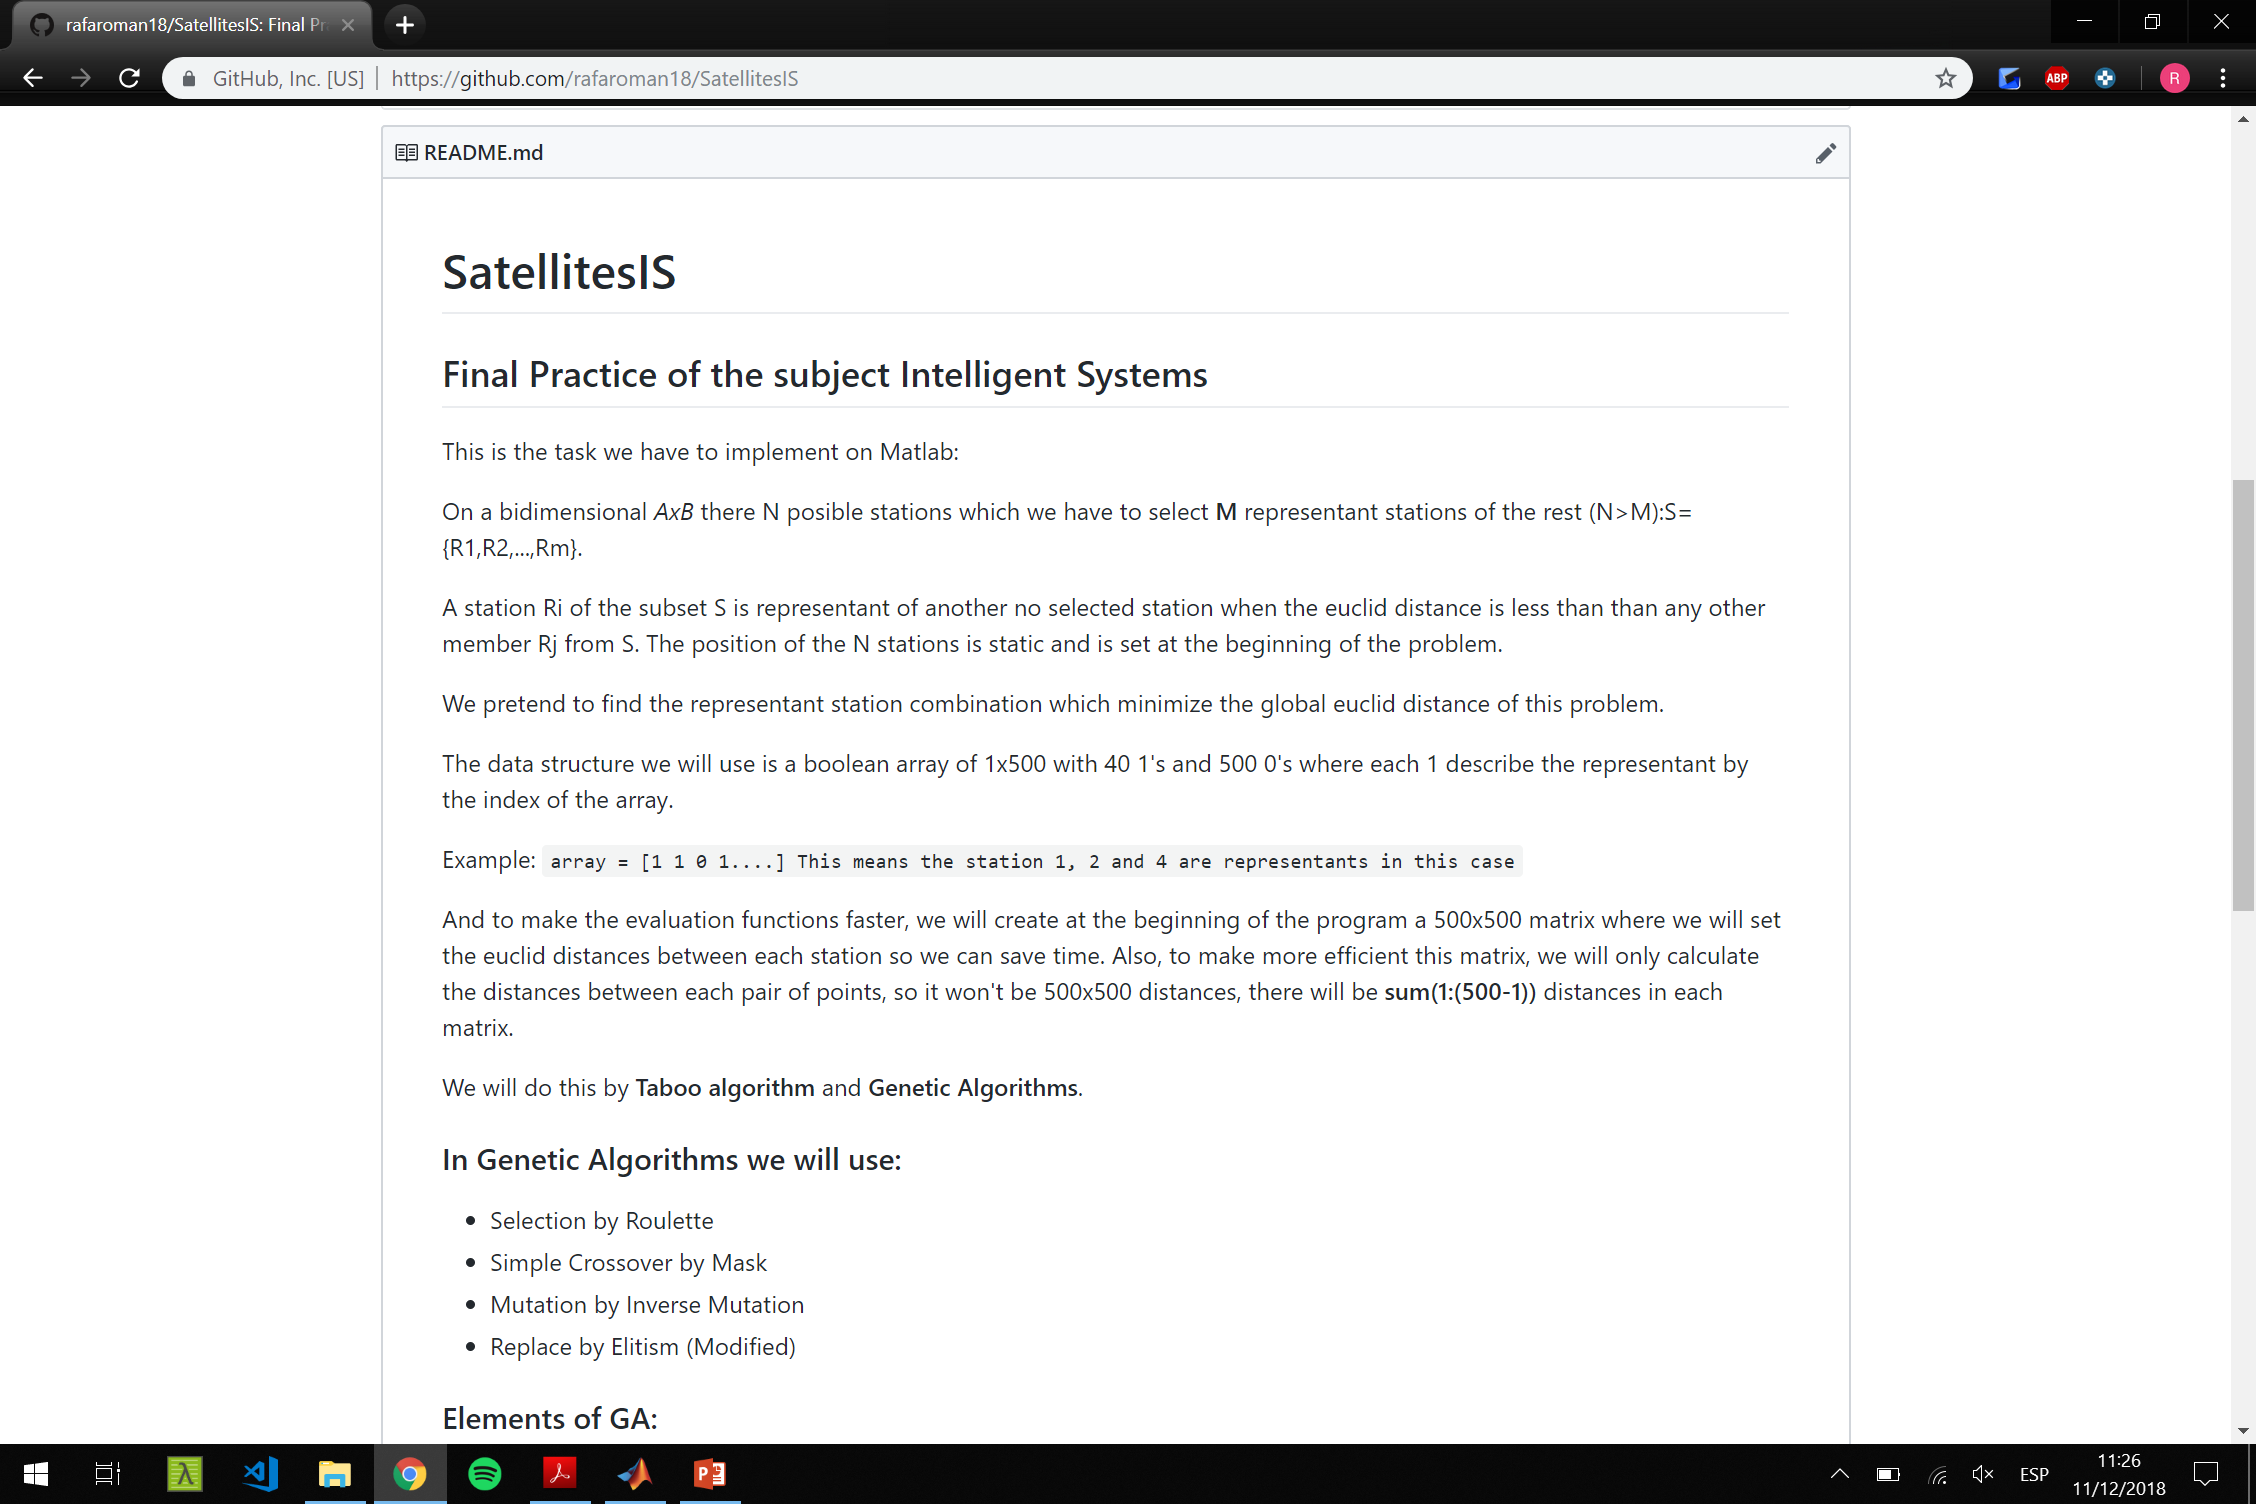 rafaroman18/SatellitesIS: Final Pr
GitHub, Inc. [US] | https://github.com/rafaroman18/SatellitesIS
ABP
R
README.md
SatellitesIS
Final Practice of the subject Intelligent Systems
This is the task we have to implement on Matlab:
On a bidimensional AxB there N posible stations which we have to select M representant stations of the rest (N>M):S=
{R1,R2,...,Rm}.
A station Ri of the subset S is representant of another no selected station when the euclid distance is less than than any other
member Rj from S. The position of the N stations is static and is set at the beginning of the problem.
We pretend to find the representant station combination which minimize the global euclid distance of this problem.
The data structure we will use is a boolean array of 1x500 with 40 1's and 500 0's where each 1 describe the representant by
the index of the array.
Example: array = [1 1 0 1....] This means the station 1, 2 and 4 are representants in this case
And to make the evaluation functions faster, we will create at the beginning of the program a 500x500 matrix where we will set
the euclid distances between each station so we can save time. Also, to make more efficient this matrix, we will only calculate
the distances between each pair of points, so it won't be 500x500 distances, there will be sum(1:(500-1)) distances in each
matrix.
We will do this by Taboo algorithm and Genetic Algorithms.
In Genetic Algorithms we will use:
• Selection by Roulette
• Simple Crossover by Mask
• Mutation by Inverse Mutation
• Replace by Elitism (Modified)
Elements of GA:
ESP
11:26
11/12/2018